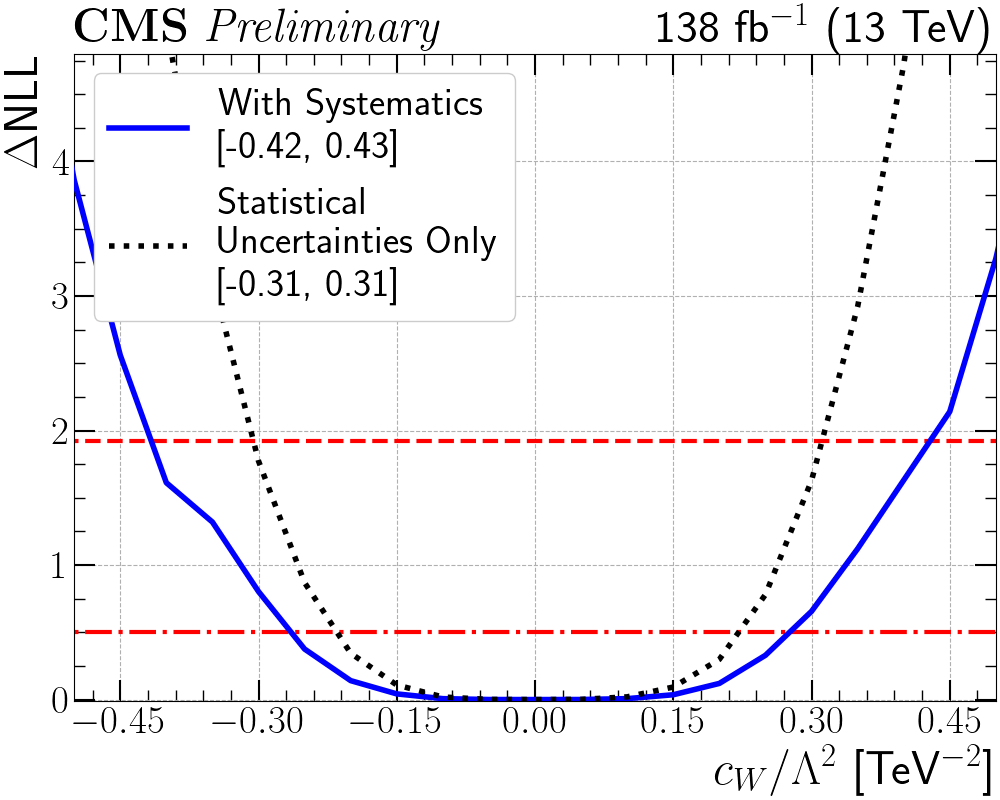 CMS Preliminary 138 fb⁻¹ (13 TeV)
ΔNLL
With Systematics
[-0.42, 0.43]
Statistical
Uncertainties Only
[-0.31, 0.31]
4
3
2
1
0
−0.45 −0.30 −0.15 0.00 0.15 0.30 0.45
c_W/Λ² [TeV⁻²]